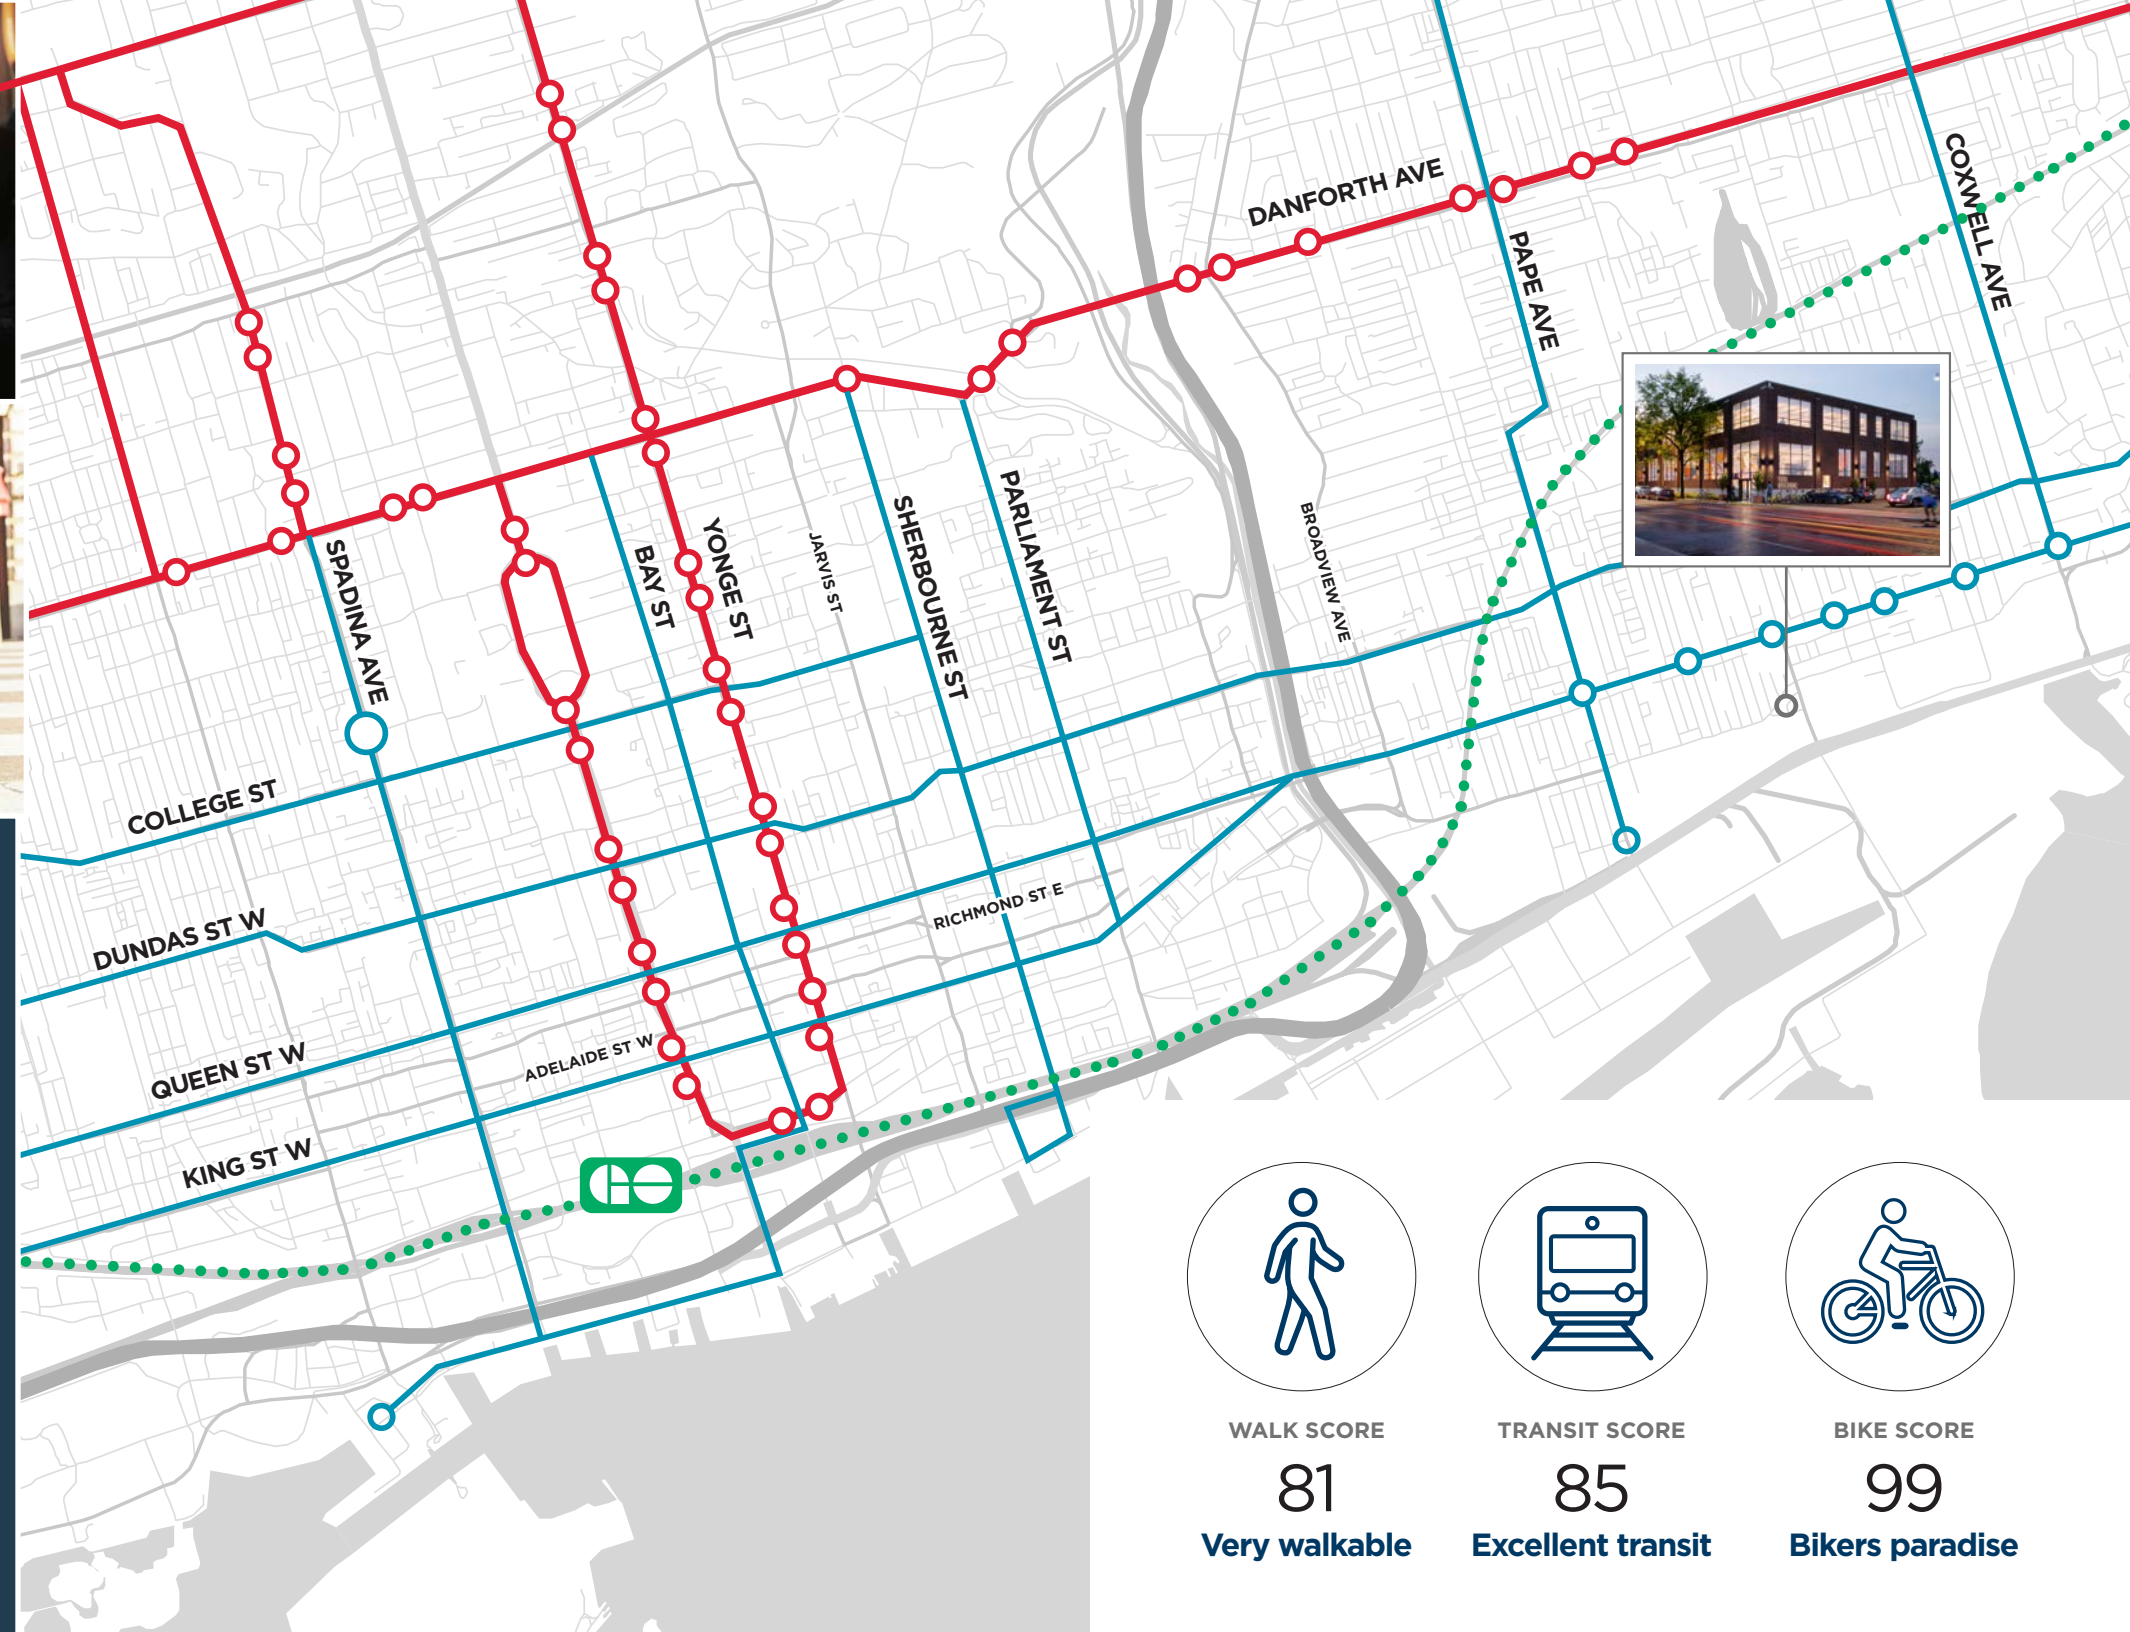 DANFORTH AVE
COXWELL AVE
PAPE AVE
SPADINA AVE
BAY ST
YONGE ST
JARVIS ST
SHERBOURNE ST
PARLIAMENT ST
BROADVIEW AVE
COLLEGE ST
DUNDAS ST W
RICHMOND ST E
QUEEN ST W
ADELAIDE ST W
KING ST W
GO
WALK SCORE
81
Very walkable
TRANSIT SCORE
85
Excellent transit
BIKE SCORE
99
Bikers paradise